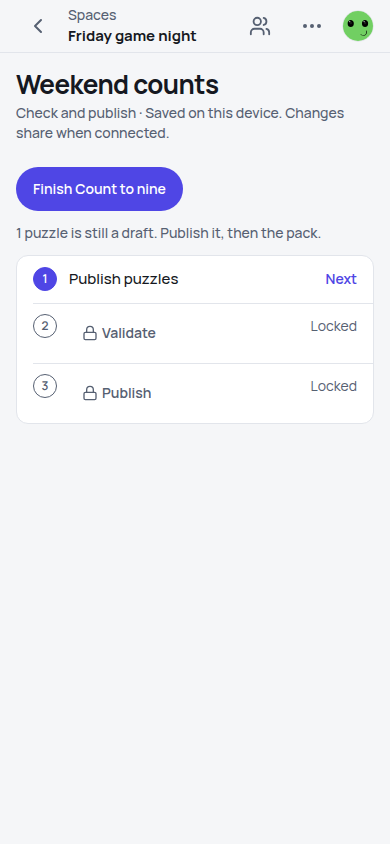 Spaces
Friday game night
Weekend counts
Check and publish · Saved on this device. Changes
share when connected.
Finish Count to nine
1 puzzle is still a draft. Publish it, then the pack.
1 Publish puzzles Next
2 Validate Locked
3 Publish Locked